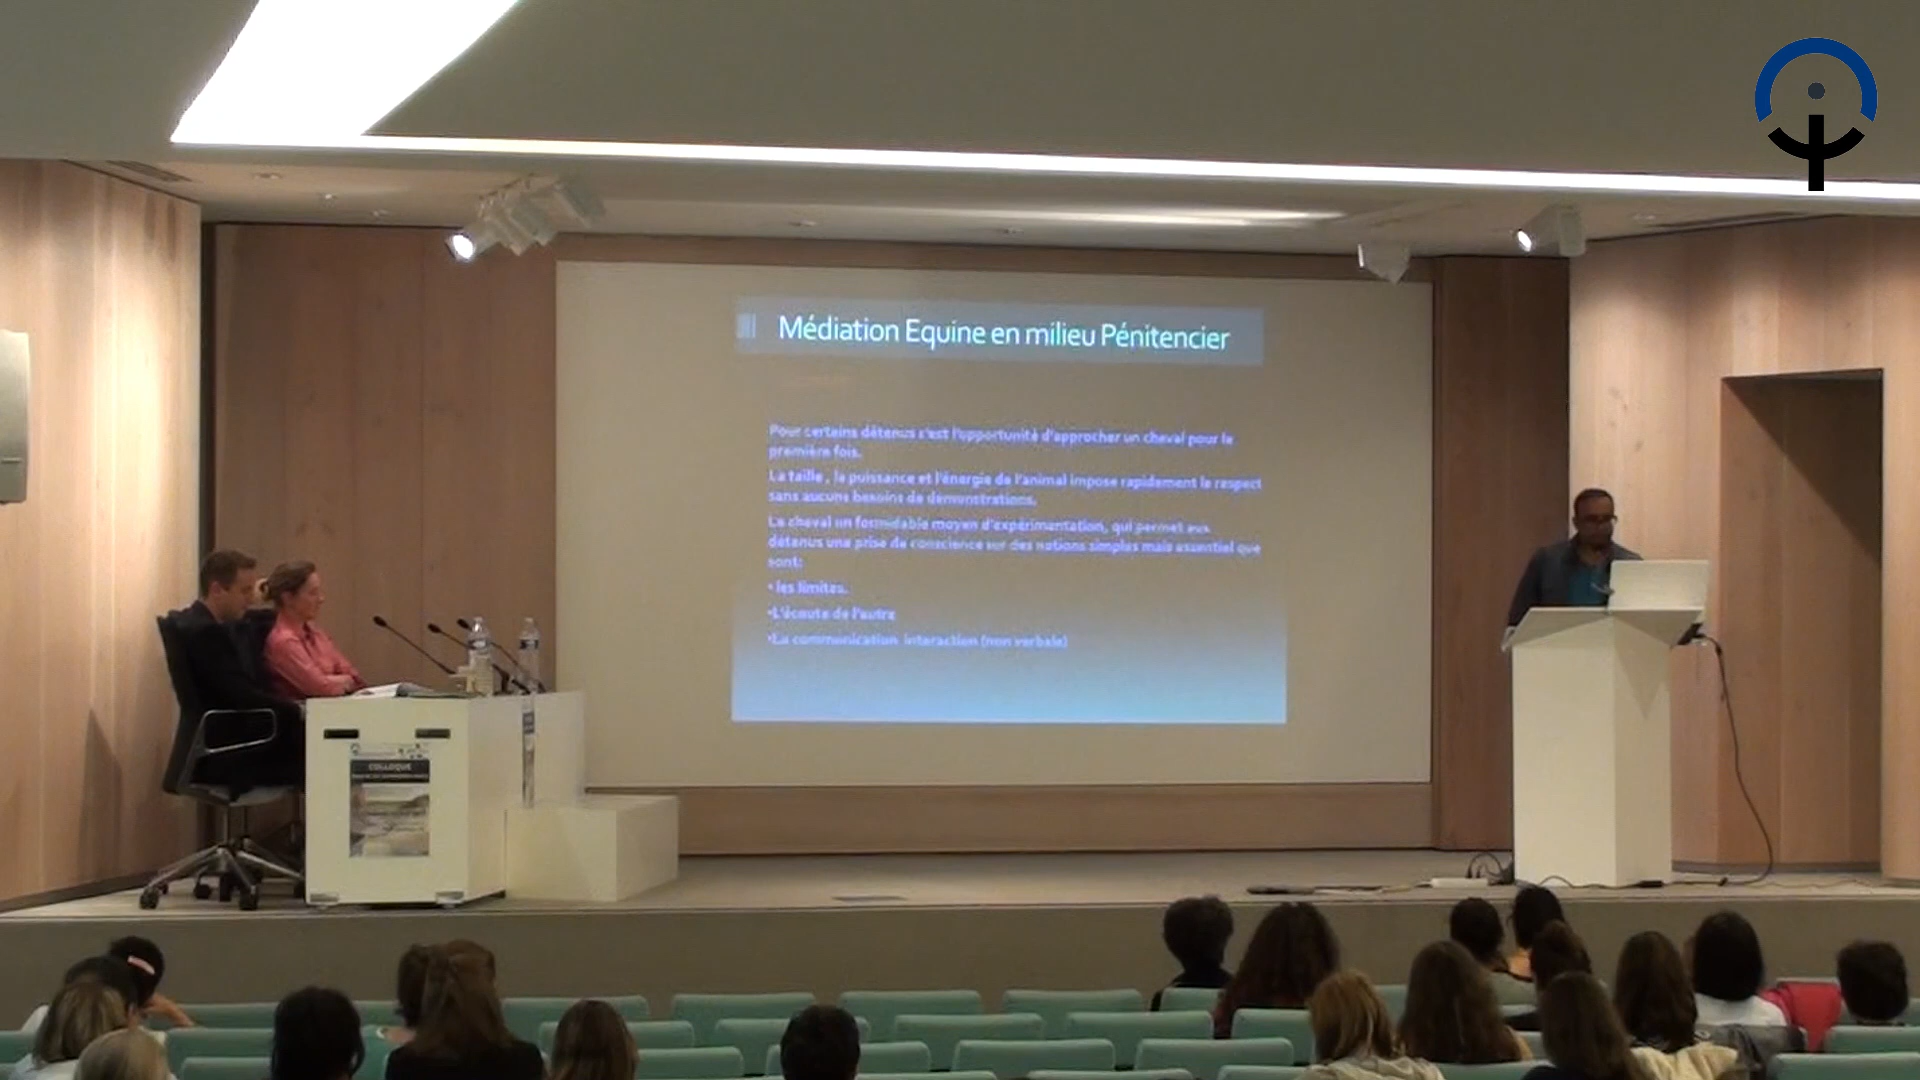 Médiation Equine en milieu Pénitencier
Pour certains détenus s'est l'opportunité d'approcher un cheval pour la
première fois.
La taille , la puissance et l'énergie de l'animal impose rapidement le respect
sans aucuns besoins de demonstrations.
Le cheval un formidable moyen d'expérimentation, qui permet aux
détenus une prise de conscience sur des notions simples mais essentiel que
sont:
• les limites.
•L'écoute de l'autre
•La communication interaction (non verbale)
COLLOQUE